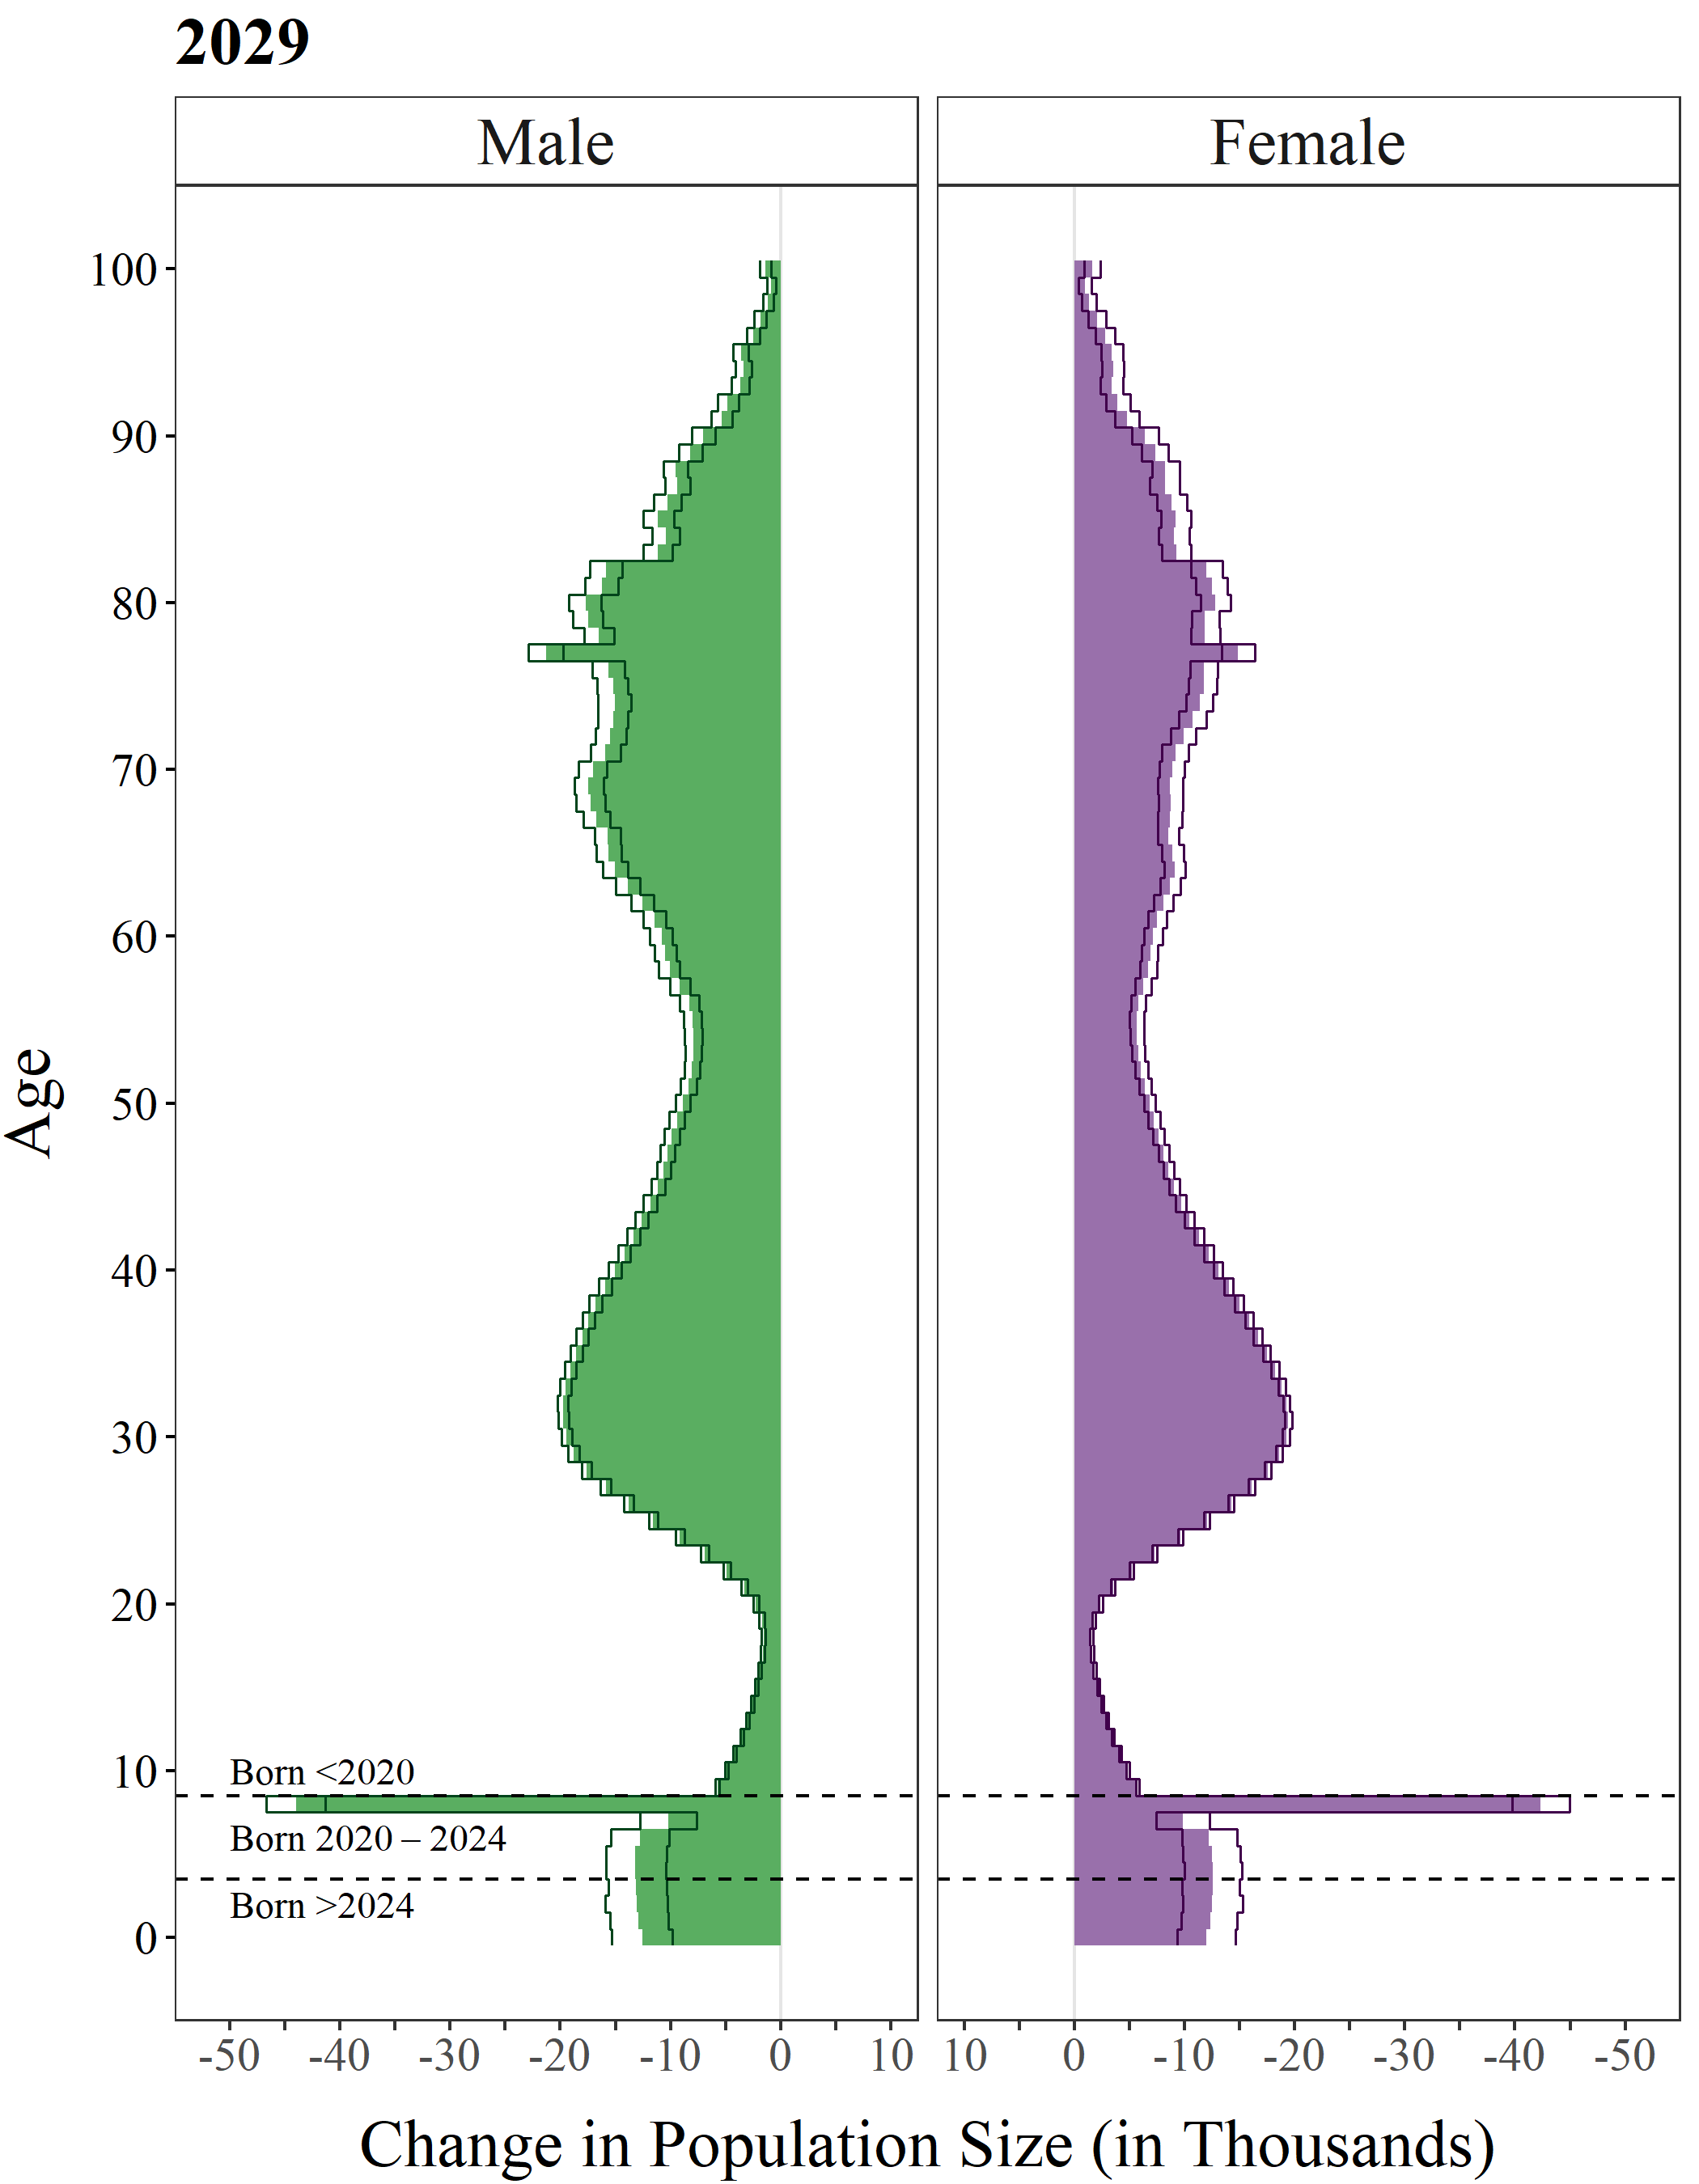 2029
Male
Female
Age
100
90
80
70
60
50
40
30
20
10
0
Born <2020
Born 2020 – 2024
Born >2024
-50 -40 -30 -20 -10 0 10
10 0 -10 -20 -30 -40 -50
Change in Population Size (in Thousands)